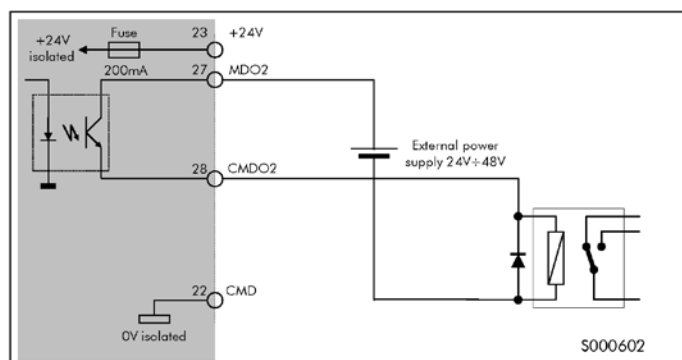 23 +24V
Fuse
+24V
isolated
200mA
27 MDO2
External power
supply 24V÷48V
28 CMDO2
22 CMD
0V isolated
S000602